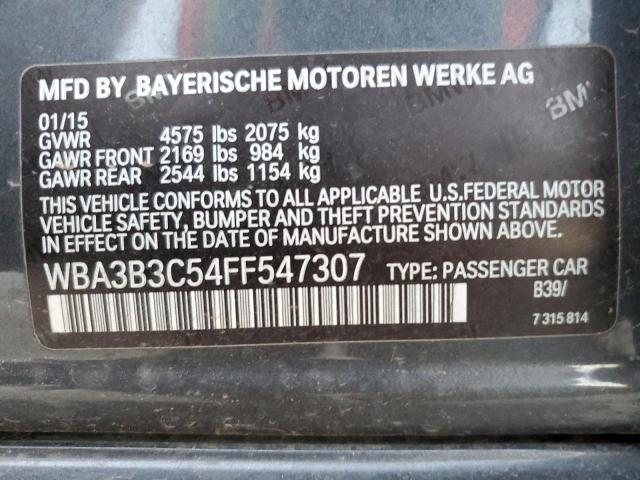 MFD BY BAYERISCHE MOTOREN WERKE AG
01/15
GVWR 4575 lbs 2075 kg
GAWR FRONT 2169 lbs 984 kg
GAWR REAR 2544 lbs 1154 kg
THIS VEHICLE CONFORMS TO ALL APPLICABLE U.S.FEDERAL MOTOR
VEHICLE SAFETY, BUMPER AND THEFT PREVENTION STANDARDS
IN EFFECT ON THE DATE OF MANUFACTURE SHOWN ABOVE.
WBA3B3C54FF547307 TYPE: PASSENGER CAR
B39/
7 315 814